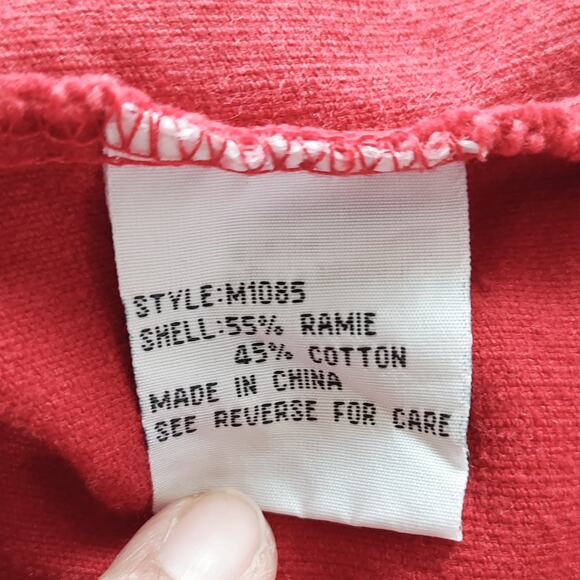 STYLE:M1085
SHELL:55% RAMIE
45% COTTON
MADE IN CHINA
SEE REVERSE FOR CARE